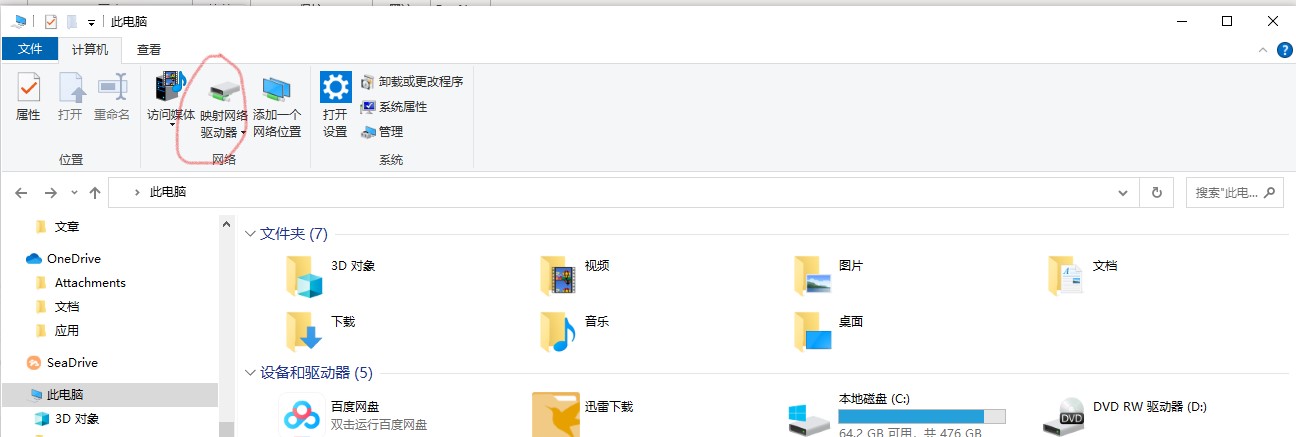 此电脑
文件
计算机
查看
属性
打开
重命名
访问媒体
映射网络
驱动器
添加一个
网络位置
打开
设置
卸载或更改程序
系统属性
管理
位置
网络
系统
此电脑
搜索"此电...
文章
OneDrive
Attachments
文档
应用
SeaDrive
此电脑
3D 对象
文件夹 (7)
3D 对象
视频
图片
文档
下载
音乐
桌面
设备和驱动器 (5)
百度网盘
双击运行百度网盘
迅雷下载
本地磁盘 (C:)
64.2 GB 可用，共 476 GB
DVD RW 驱动器 (D:)
DVD